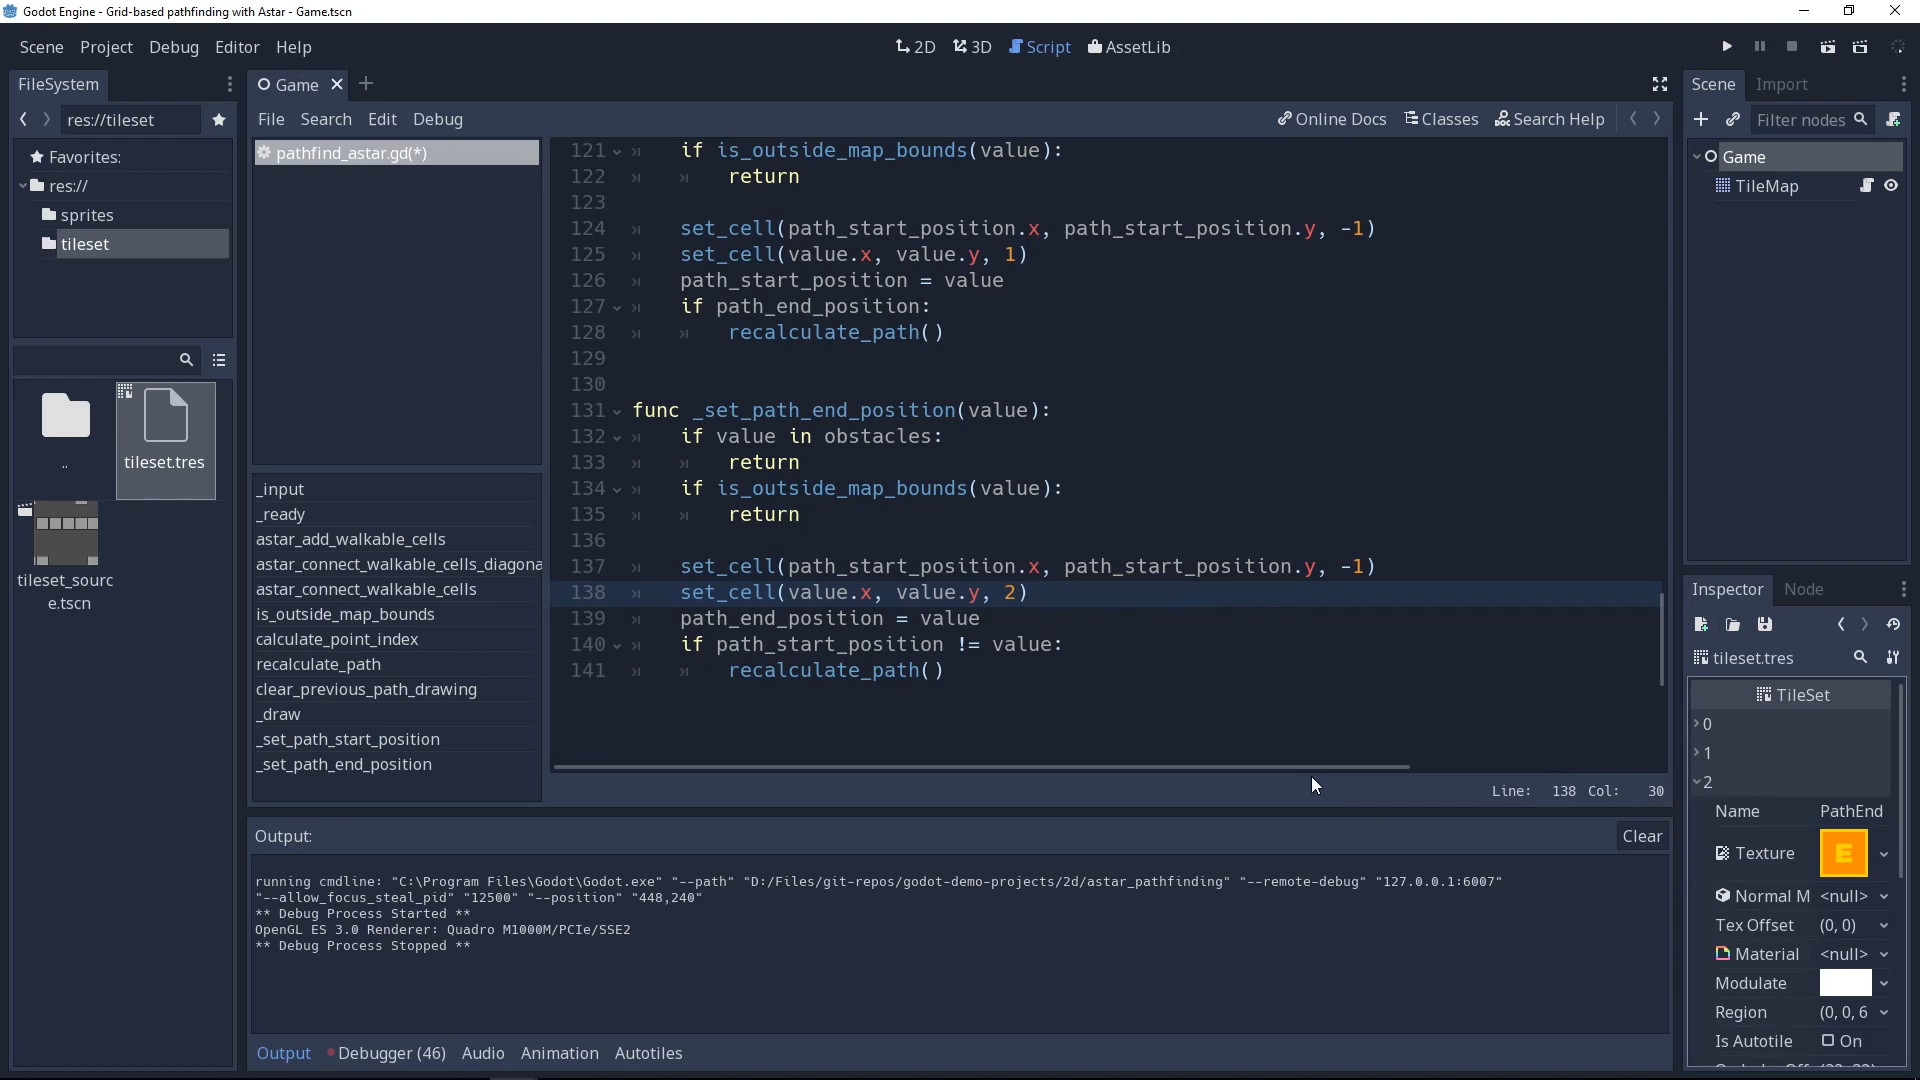 Godot Engine - Grid-based pathfinding with Astar - Game.tscn
Scene Project Debug Editor Help
2D 3D Script AssetLib
FileSystem
Game
Scene Import
res://tileset
File Search Edit Debug
Online Docs Classes Search Help
Filter nodes
Favorites:
res://
sprites
tileset
..
tileset.tres
tileset_sourc
e.tscn
pathfind_astar.gd(*)
_input
_ready
astar_add_walkable_cells
astar_connect_walkable_cells_diagona
astar_connect_walkable_cells
is_outside_map_bounds
calculate_point_index
recalculate_path
clear_previous_path_drawing
_draw
_set_path_start_position
_set_path_end_position
121 if is_outside_map_bounds(value):
122 return
123
124 set_cell(path_start_position.x, path_start_position.y, -1)
125 set_cell(value.x, value.y, 1)
126 path_start_position = value
127 if path_end_position:
128 recalculate_path()
129
130
131 func _set_path_end_position(value):
132 if value in obstacles:
133 return
134 if is_outside_map_bounds(value):
135 return
136
137 set_cell(path_start_position.x, path_start_position.y, -1)
138 set_cell(value.x, value.y, 2)
139 path_end_position = value
140 if path_start_position != value:
141 recalculate_path()
Line: 138 Col: 30
Output:
Clear
running cmdline: "C:\Program Files\Godot\Godot.exe" "--path" "D:/Files/git-repos/godot-demo-projects/2d/astar_pathfinding" "--remote-debug" "127.0.0.1:6007"
"--allow_focus_steal_pid" "12500" "--position" "448,240"
** Debug Process Started **
OpenGL ES 3.0 Renderer: Quadro M1000M/PCIe/SSE2
** Debug Process Stopped **
Output Debugger (46) Audio Animation Autotiles
Game
TileMap
Inspector Node
tileset.tres
TileSet
0
1
2
Name PathEnd
Texture E
Normal M <null>
Tex Offset (0, 0)
Material <null>
Modulate
Region (0, 0, 6
Is Autotile On